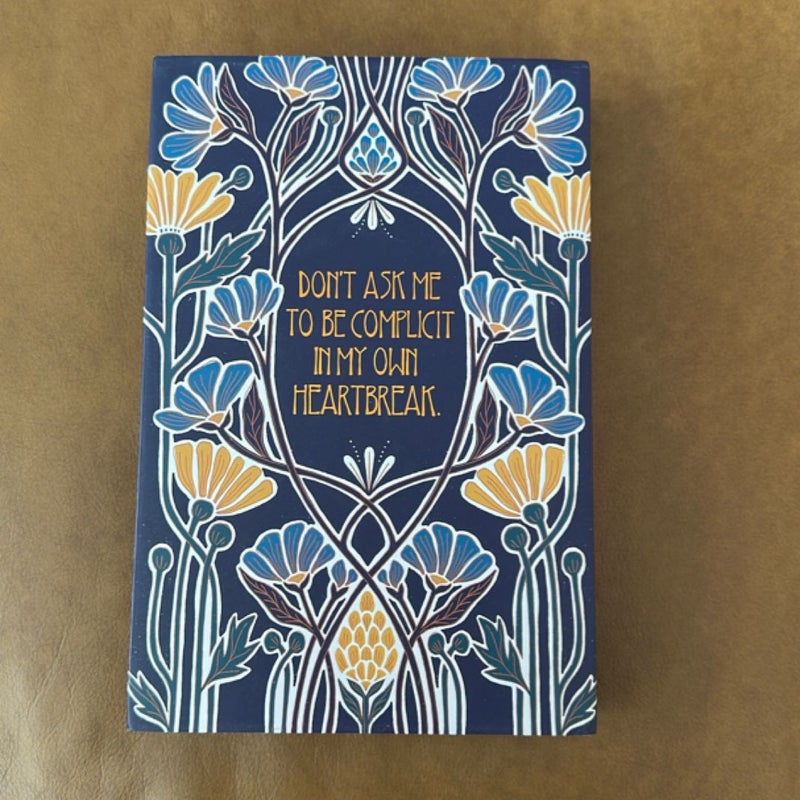 DON'T ASK ME
TO BE COMPLICIT
IN MY OWN
HEARTBREAK.